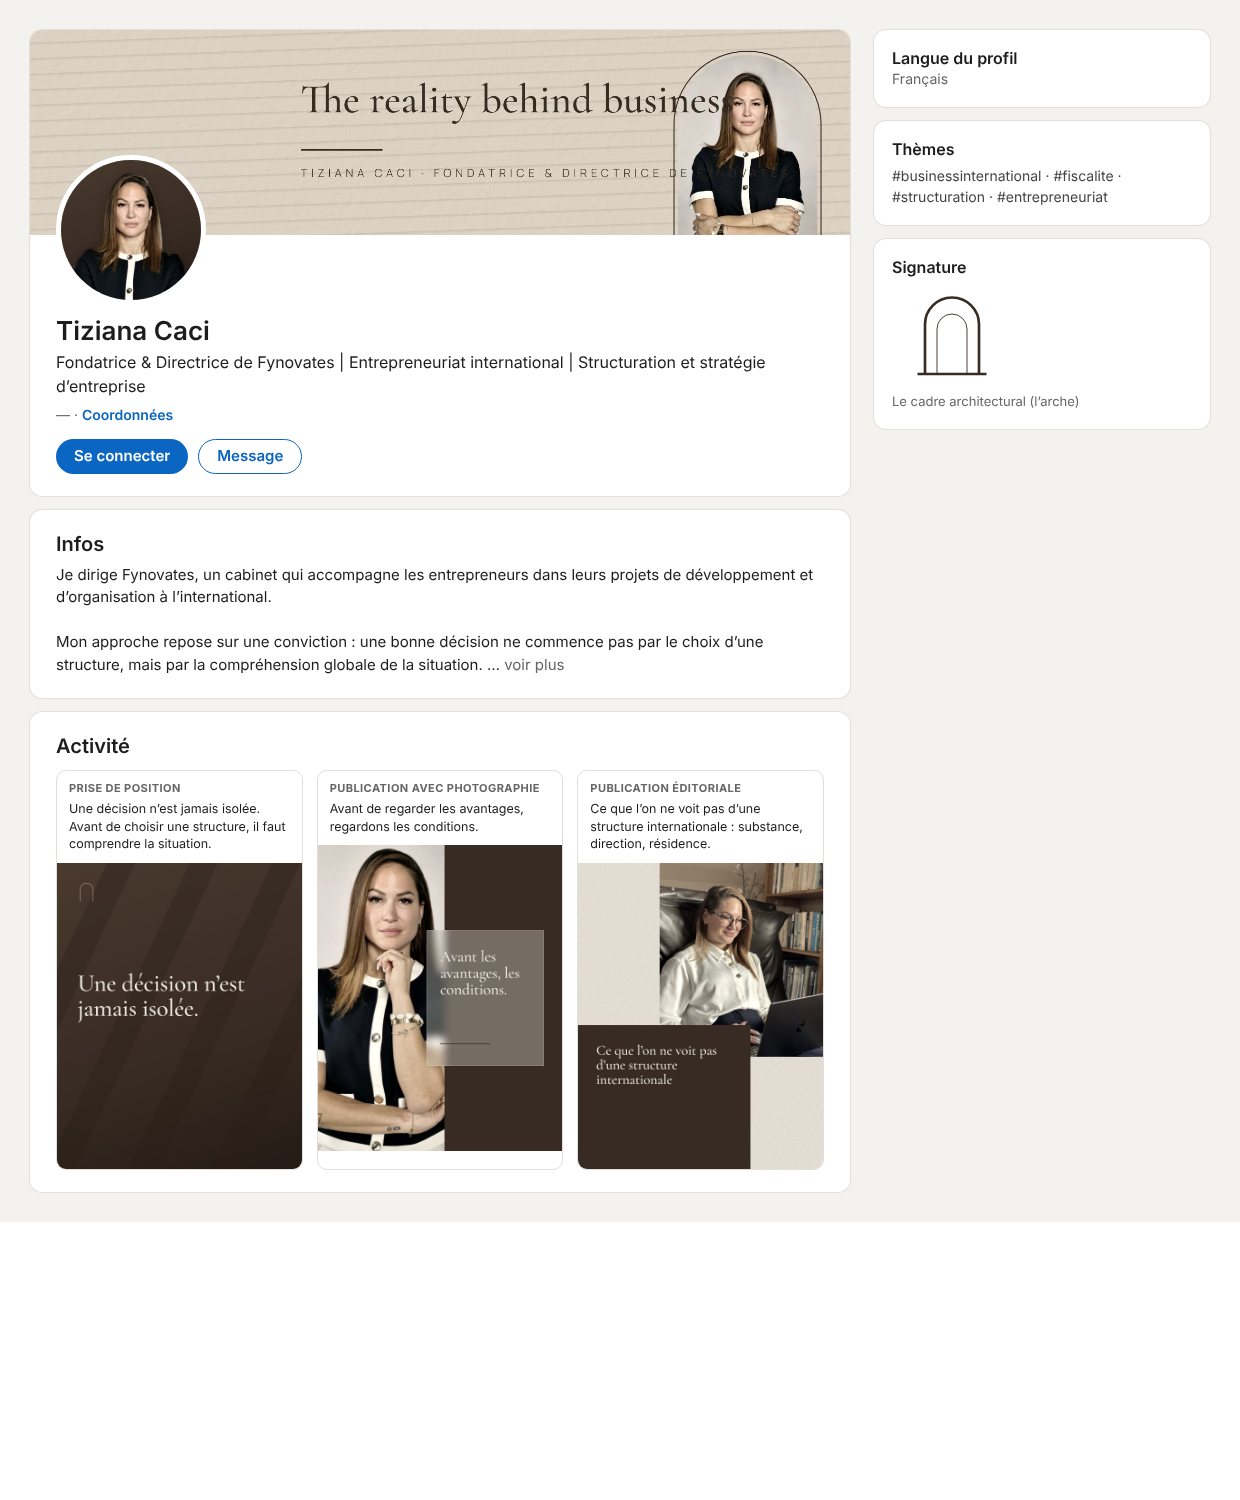 The reality behind business
TIZIANA CACI · FONDATRICE & DIRECTRICE DE FYNOVATES
Tiziana Caci
Fondatrice & Directrice de Fynovates | Entrepreneuriat international | Structuration et stratégie
d’entreprise
— · Coordonnées
Se connecter
Message
Infos
Je dirige Fynovates, un cabinet qui accompagne les entrepreneurs dans leurs projets de développement et
d’organisation à l’international.
Mon approche repose sur une conviction : une bonne décision ne commence pas par le choix d’une
structure, mais par la compréhension globale de la situation. ... voir plus
Activité
PRISE DE POSITION
Une décision n’est jamais isolée.
Avant de choisir une structure, il faut
comprendre la situation.
Une décision n’est
jamais isolée.
PUBLICATION AVEC PHOTOGRAPHIE
Avant de regarder les avantages,
regardons les conditions.
Avant les
avantages, les
conditions.
PUBLICATION ÉDITORIALE
Ce que l’on ne voit pas d’une
structure internationale : substance,
direction, résidence.
Ce que l’on ne voit pas
d’une structure
internationale
Langue du profil
Français
Thèmes
#businessinternational · #fiscalite ·
#structuration · #entrepreneuriat
Signature
Le cadre architectural (l’arche)